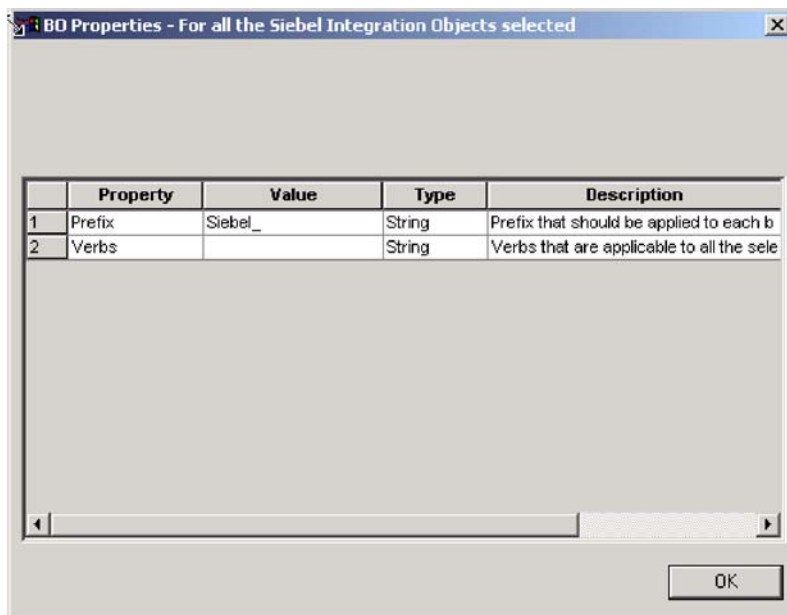 BO Properties - For all the Siebel Integration Objects selected
Property Value Type Description
1 Prefix Siebel_ String Prefix that should be applied to each b
2 Verbs String Verbs that are applicable to all the sele
OK